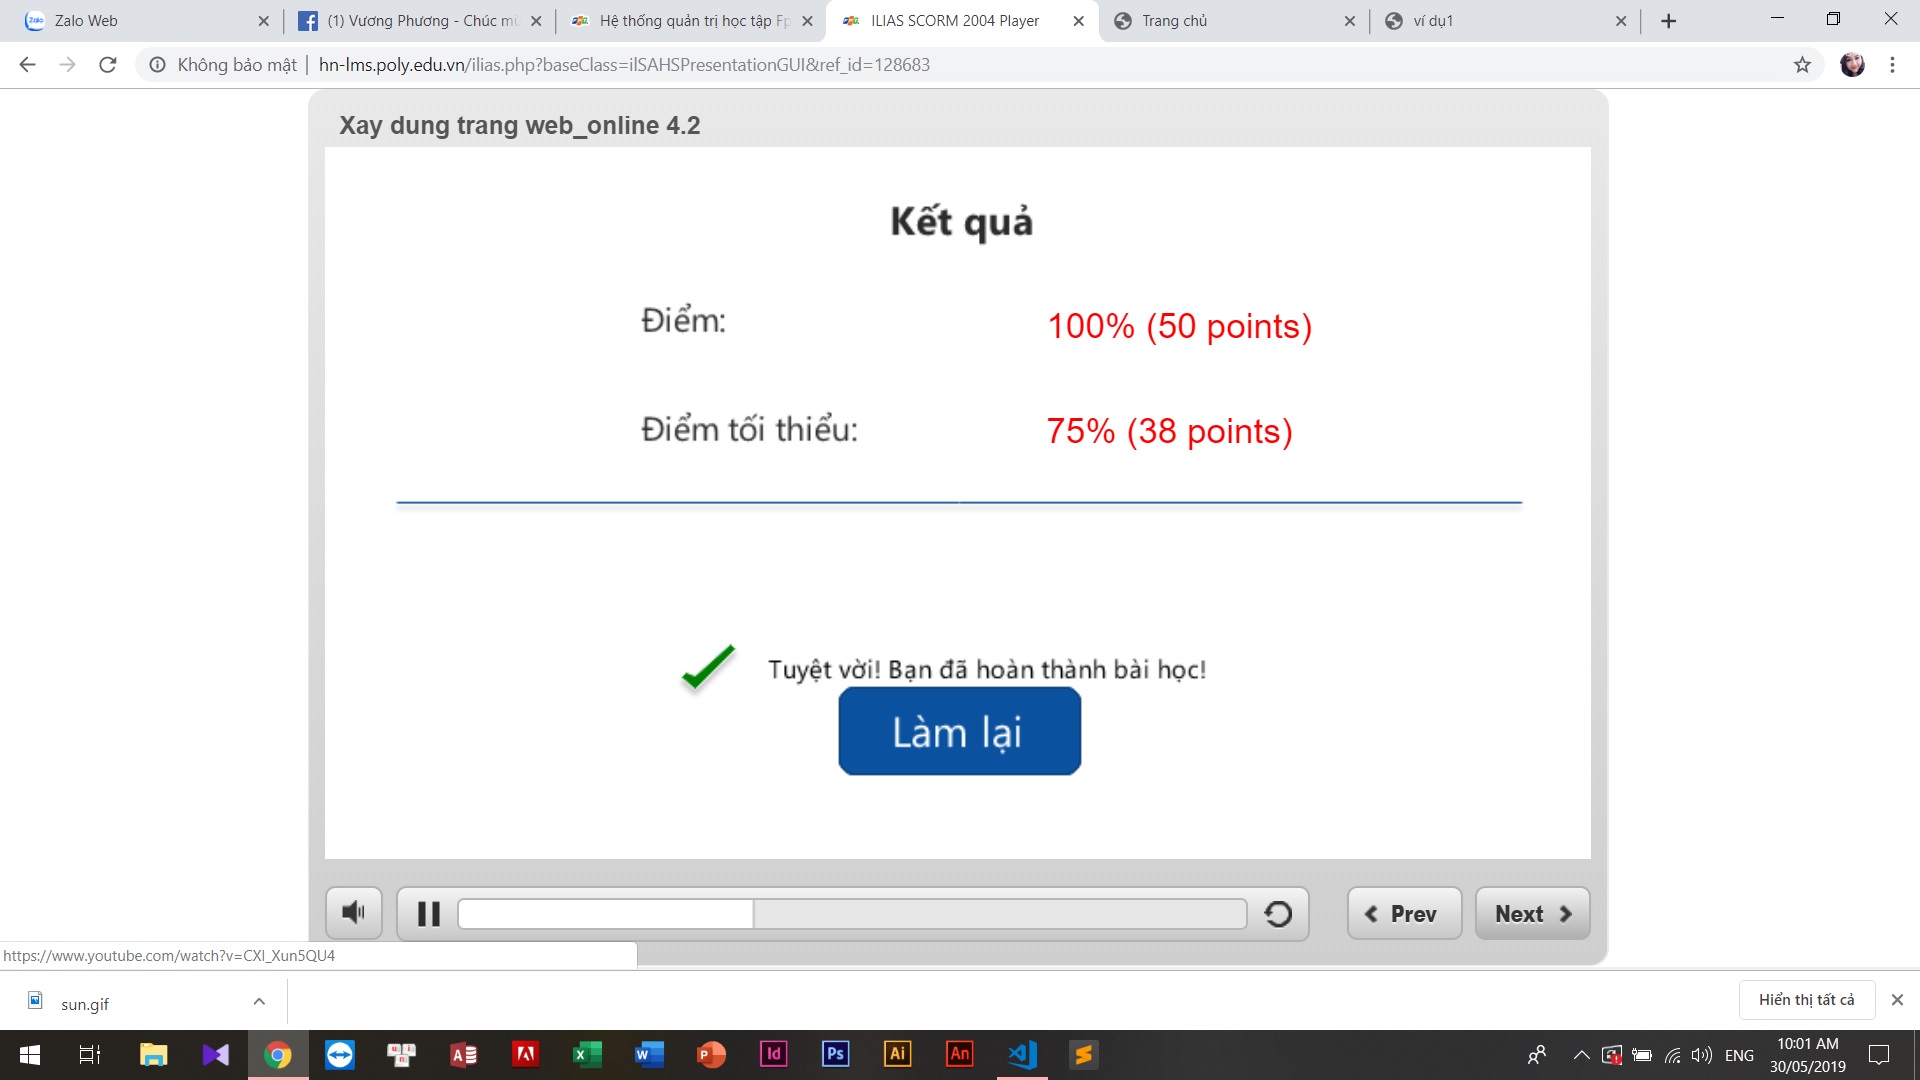 Zalo Web
(1) Vương Phương - Chúc mù
Hệ thống quản trị học tập Fp
ILIAS SCORM 2004 Player
Trang chủ
ví dụ1
Không bảo mật | hn-lms.poly.edu.vn/ilias.php?baseClass=ilSAHSPresentationGUI&ref_id=128683
Xay dung trang web_online 4.2
Kết quả
Điểm: 100% (50 points)
Điểm tối thiểu: 75% (38 points)
Tuyệt vời! Bạn đã hoàn thành bài học!
Làm lại
Prev
Next
https://www.youtube.com/watch?v=CXI_Xun5QU4
sun.gif
Hiển thị tất cả
ENG
10:01 AM
30/05/2019